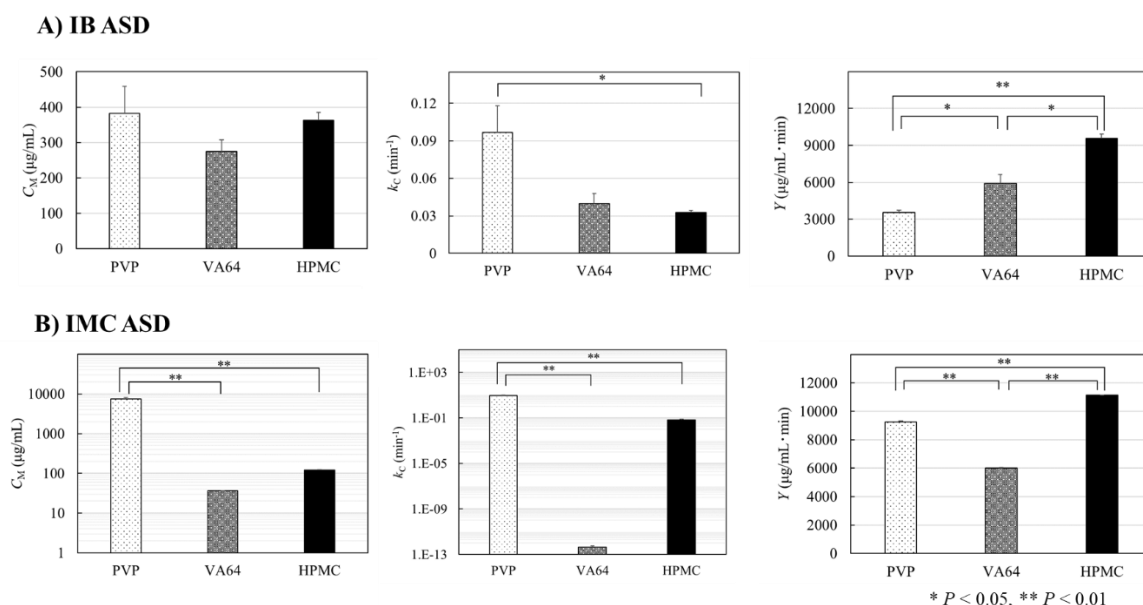 A) IB ASD
500
400
300
200
100
0
C_M (µg/mL)
PVP
VA64
HPMC
0.12
0.09
0.06
0.03
0
k_C (min⁻¹)
*
PVP
VA64
HPMC
12000
9000
6000
3000
0
Y (µg/mL·min)
**
*
*
PVP
VA64
HPMC
B) IMC ASD
10000
1000
100
10
1
C_M (µg/mL)
**
**
PVP
VA64
HPMC
1.E+03
1.E-01
1.E-05
1.E-09
1.E-13
k_C (min⁻¹)
**
**
PVP
VA64
HPMC
12000
10000
8000
6000
4000
2000
0
Y (µg/mL·min)
**
**
**
PVP
VA64
HPMC
* P < 0.05, ** P < 0.01